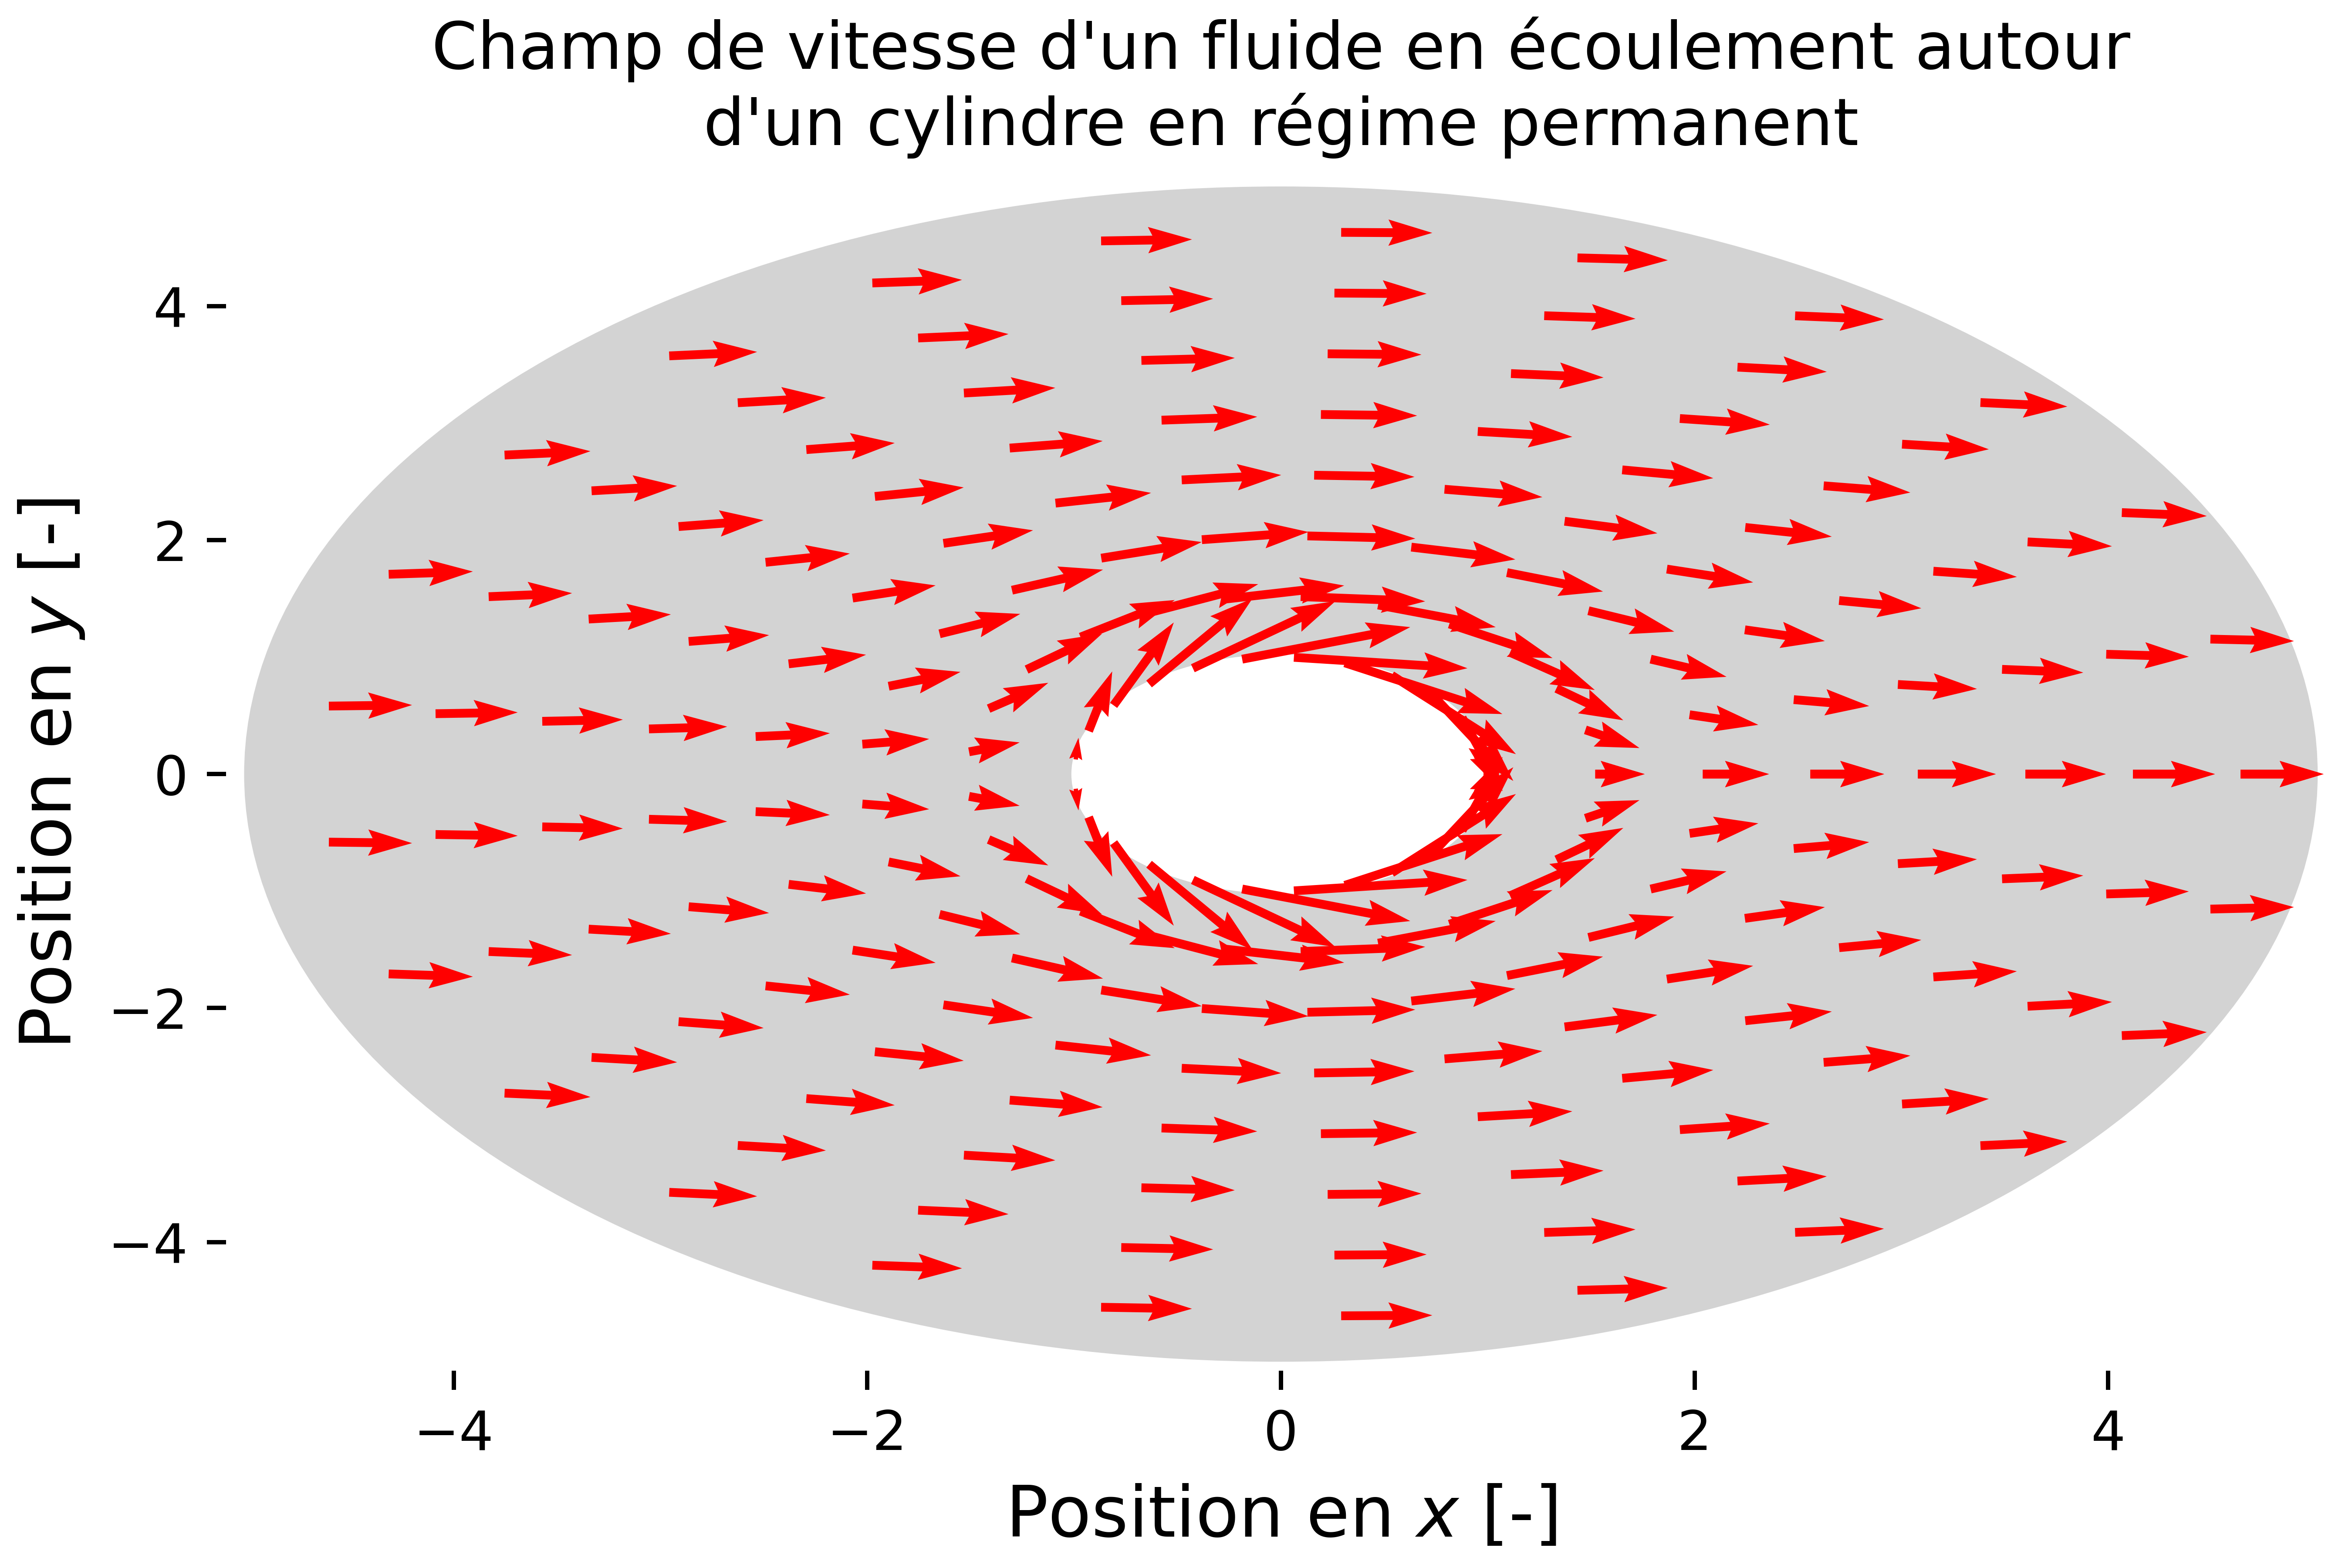 Champ de vitesse d'un fluide en écoulement autour
d'un cylindre en régime permanent
Position en y [-]
4
2
0
−2
−4
−4
−2
0
2
4
Position en x [-]